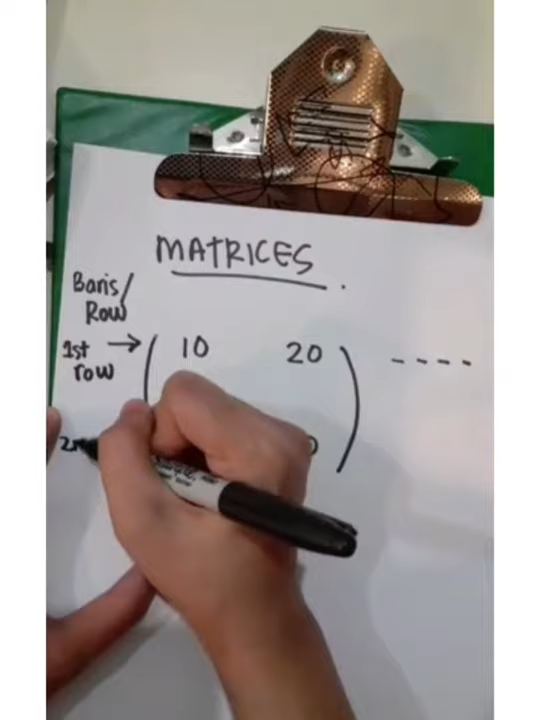 MATRICES
Baris/
Row
1st → ( 10 20 ) - - - -
row